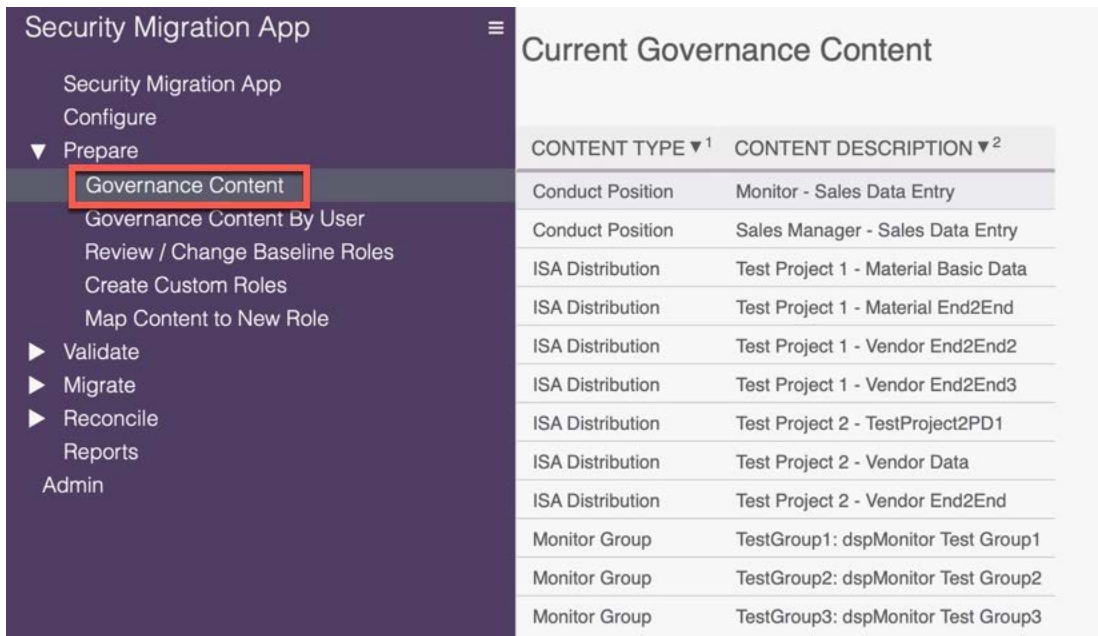 Security Migration App
Security Migration App
Configure
Prepare
Governance Content
Governance Content By User
Review / Change Baseline Roles
Create Custom Roles
Map Content to New Role
Validate
Migrate
Reconcile
Reports
Admin
Current Governance Content
CONTENT TYPE ▼1 CONTENT DESCRIPTION ▼2
Conduct Position Monitor - Sales Data Entry
Conduct Position Sales Manager - Sales Data Entry
ISA Distribution Test Project 1 - Material Basic Data
ISA Distribution Test Project 1 - Material End2End
ISA Distribution Test Project 1 - Vendor End2End2
ISA Distribution Test Project 1 - Vendor End2End3
ISA Distribution Test Project 2 - TestProject2PD1
ISA Distribution Test Project 2 - Vendor Data
ISA Distribution Test Project 2 - Vendor End2End
Monitor Group TestGroup1: dspMonitor Test Group1
Monitor Group TestGroup2: dspMonitor Test Group2
Monitor Group TestGroup3: dspMonitor Test Group3